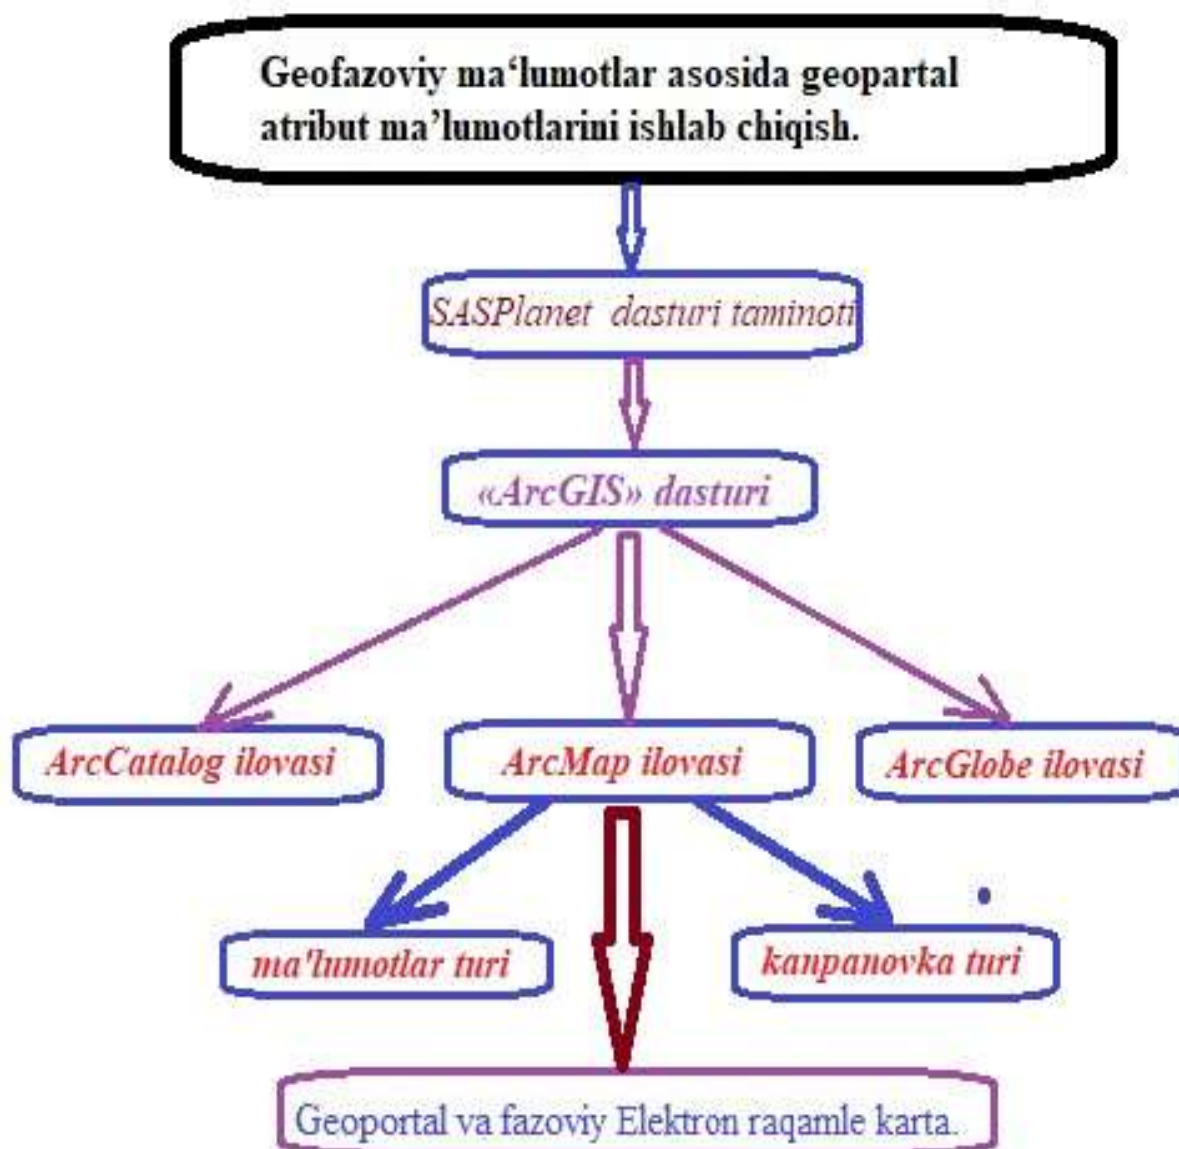 Geofazoviy ma‘lumotlar asosida geopartal
atribut ma’lumotlarini ishlab chiqish.
SASPlanet dasturi taminoti
«ArcGIS» dasturi
ArcCatalog ilovasi
ArcMap ilovasi
ArcGlobe ilovasi
ma'lumotlar turi
kanpanovka turi
Geoportal va fazoviy Elektron raqamle karta.